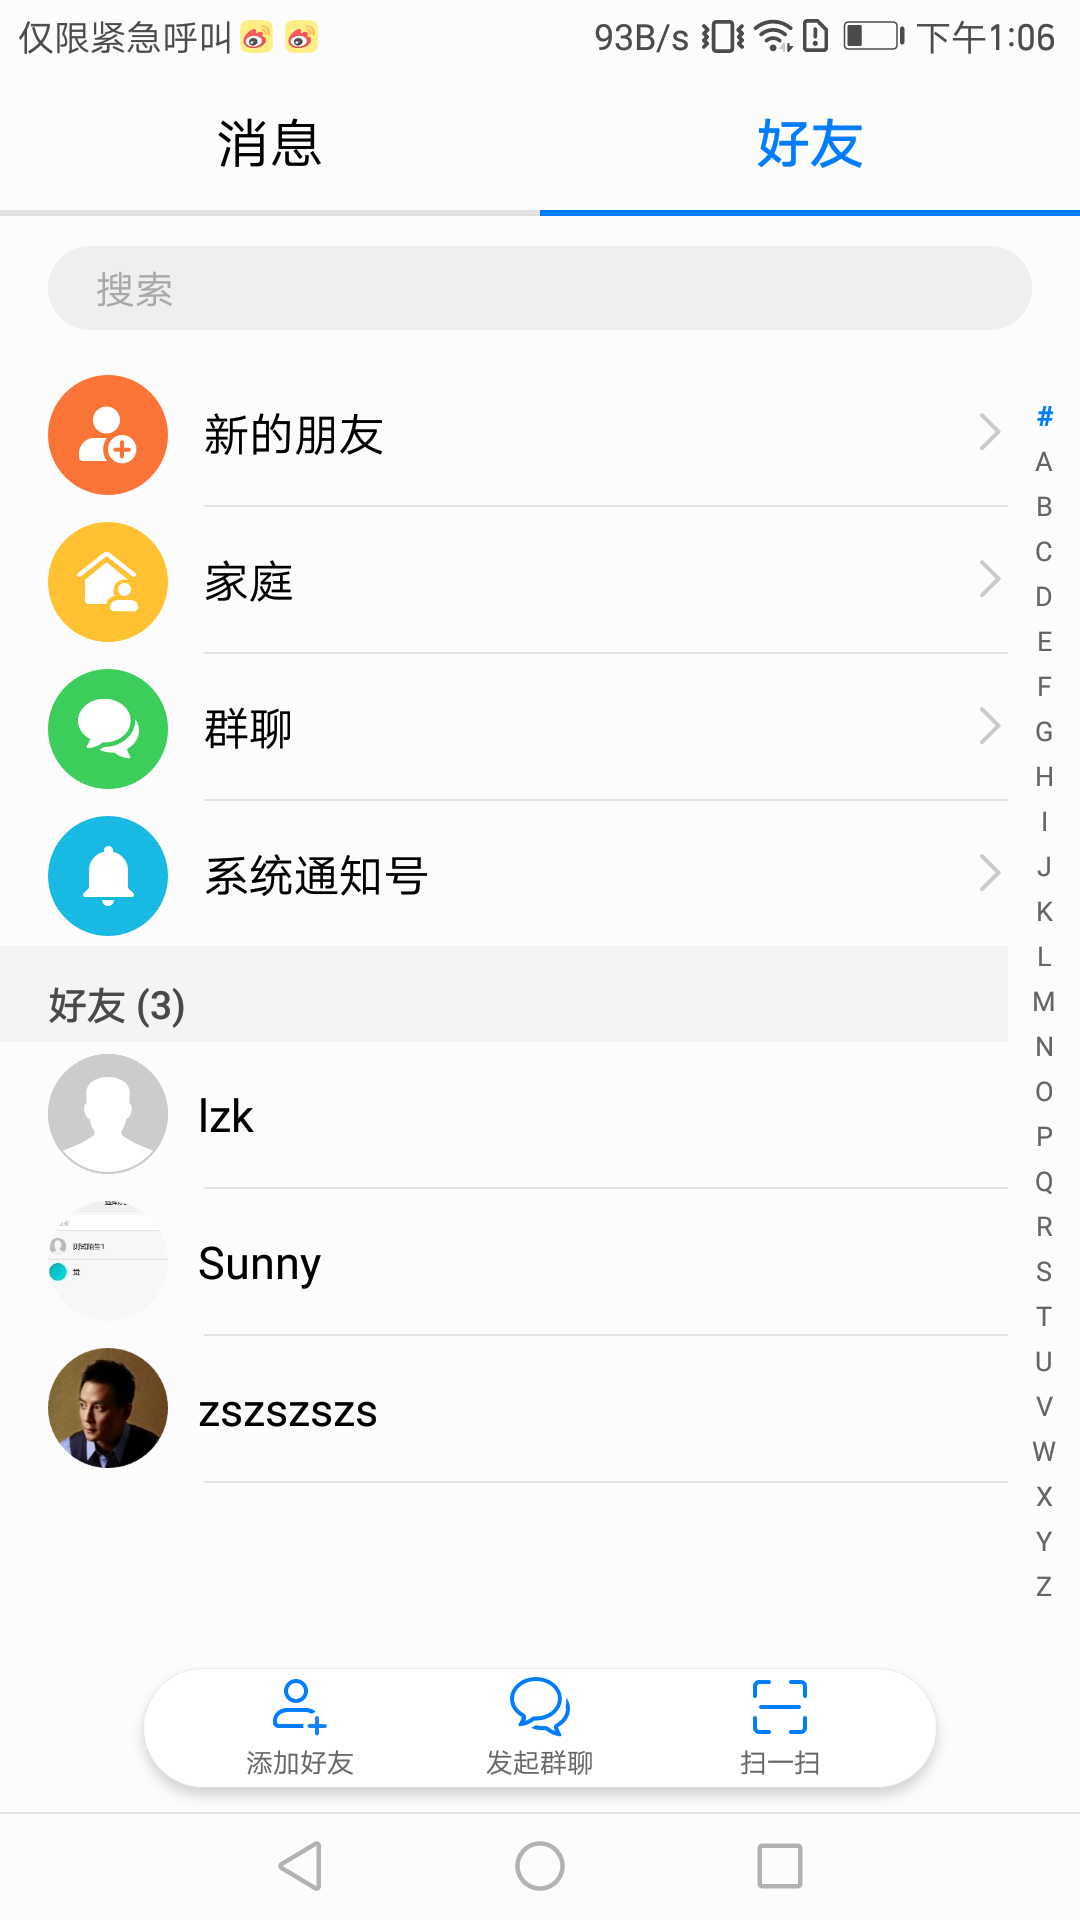 仅限紧急呼叫 93B/s 下午1:06
消息 好友
搜索
新的朋友
家庭
群聊
系统通知号
好友 (3)
lzk
Sunny
zszszszs
#
A
B
C
D
E
F
G
H
I
J
K
L
M
N
O
P
Q
R
S
T
U
V
W
X
Y
Z
添加好友 发起群聊 扫一扫